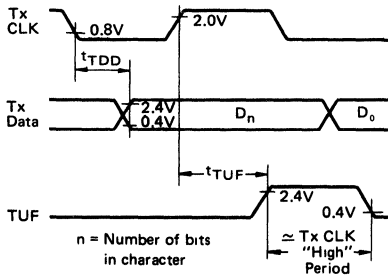 Tx
CLK
0.8V
2.0V
tTDD
Tx
Data
2.4V
0.4V
Dn
D0
tTUF
TUF
2.4V
0.4V
n = Number of bits
in character
≃ Tx CLK
"High"
Period